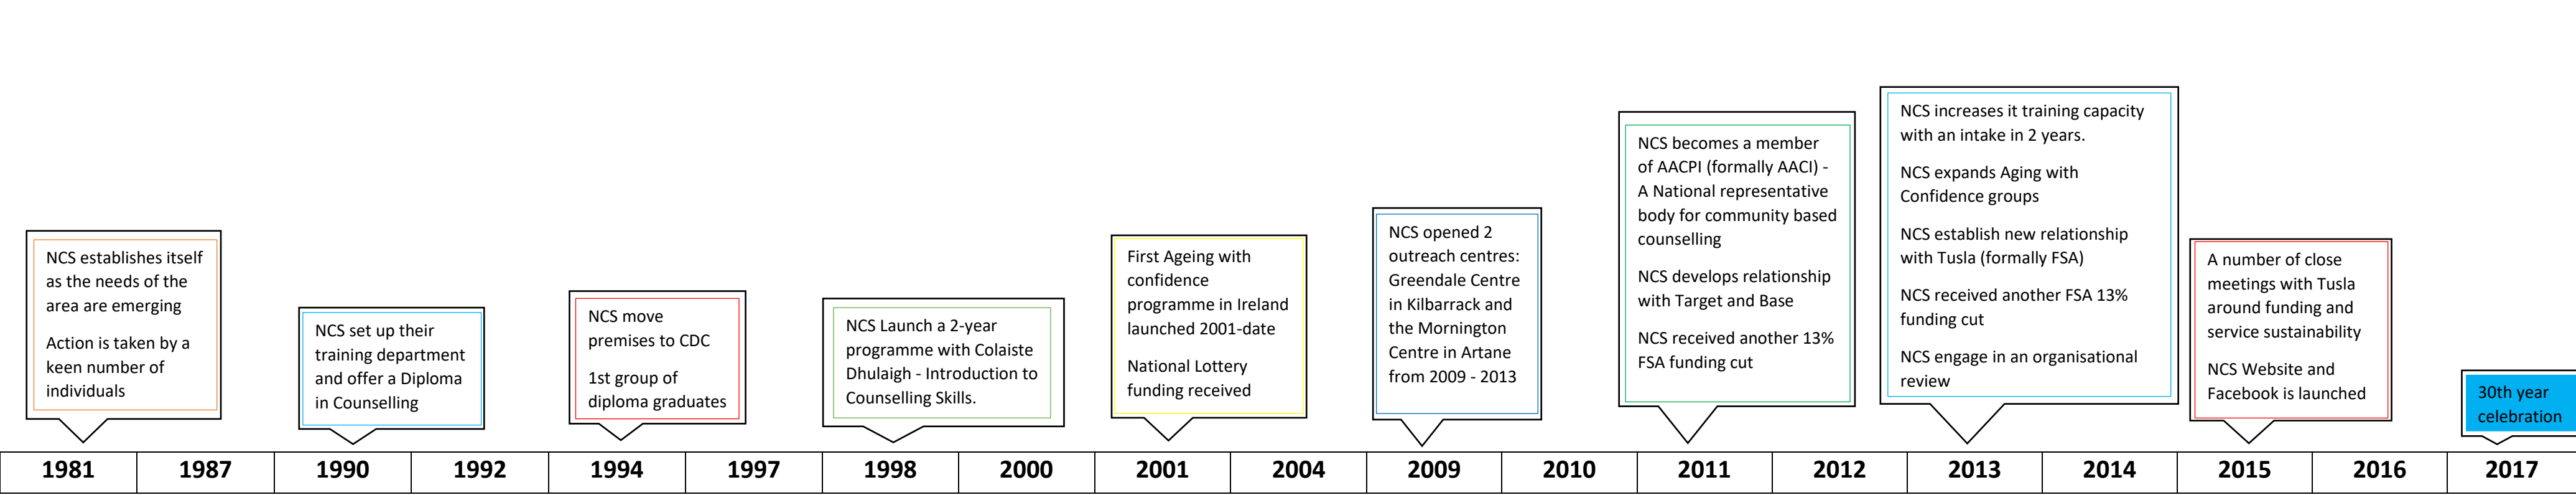 NCS establishes itself
as the needs of the
area are emerging
Action is taken by a
keen number of
individuals
NCS set up their
training department
and offer a Diploma
in Counselling
NCS move
premises to CDC
1st group of
diploma graduates
NCS Launch a 2-year
programme with Colaiste
Dhulaigh - Introduction to
Counselling Skills.
First Ageing with
confidence
programme in Ireland
launched 2001-date
National Lottery
funding received
NCS opened 2
outreach centres:
Greendale Centre
in Kilbarrack and
the Mornington
Centre in Artane
from 2009 - 2013
NCS becomes a member
of AACPI (formally AACI) -
A National representative
body for community based
counselling
NCS develops relationship
with Target and Base
NCS received another 13%
FSA funding cut
NCS increases it training capacity
with an intake in 2 years.
NCS expands Aging with
Confidence groups
NCS establish new relationship
with Tusla (formally FSA)
NCS received another FSA 13%
funding cut
NCS engage in an organisational
review
A number of close
meetings with Tusla
around funding and
service sustainability
NCS Website and
Facebook is launched
30th year
celebration
1981 1987 1990 1992 1994 1997 1998 2000 2001 2004 2009 2010 2011 2012 2013 2014 2015 2016 2017